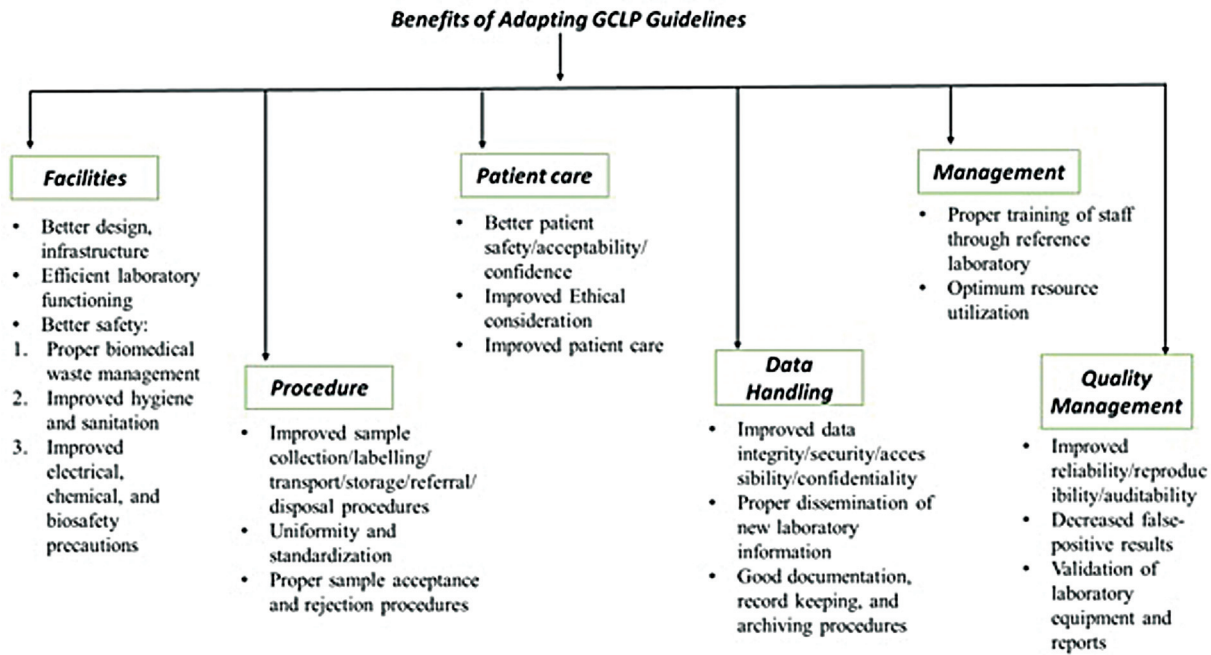 Benefits of Adapting GCLP Guidelines
Facilities
• Better design,
infrastructure
• Efficient laboratory
functioning
• Better safety:
1. Proper biomedical
waste management
2. Improved hygiene
and sanitation
3. Improved
electrical,
chemical, and
biosafety
precautions
Procedure
• Improved sample
collection/labelling/
transport/storage/referral/
disposal procedures
• Uniformity and
standardization
• Proper sample acceptance
and rejection procedures
Patient care
• Better patient
safety/acceptability/
confidence
• Improved Ethical
consideration
• Improved patient care
Data
Handling
• Improved data
integrity/security/acces
sibility/confidentiality
• Proper dissemination of
new laboratory
information
• Good documentation,
record keeping, and
archiving procedures
Management
• Proper training of staff
through reference
laboratory
• Optimum resource
utilization
Quality
Management
• Improved
reliability/reproduc
ibility/auditability
• Decreased false-
positive results
• Validation of
laboratory
equipment and
reports